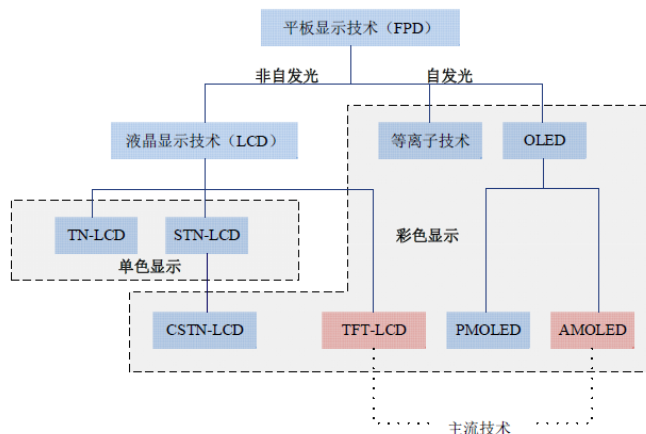 平板显示技术（FPD）
非自发光
自发光
液晶显示技术（LCD）
等离子技术
OLED
TN-LCD
STN-LCD
彩色显示
单色显示
CSTN-LCD
TFT-LCD
PMOLED
AMOLED
主流技术